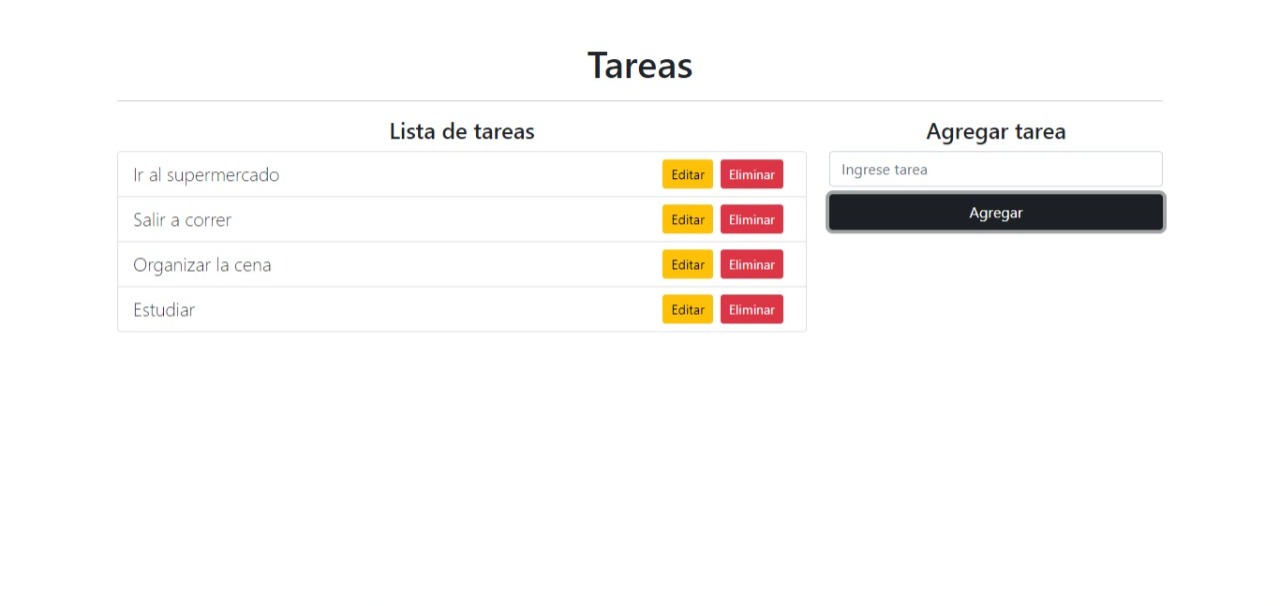 Tareas
Lista de tareas
Ir al supermercado Editar Eliminar
Salir a correr Editar Eliminar
Organizar la cena Editar Eliminar
Estudiar Editar Eliminar
Agregar tarea
Ingrese tarea
Agregar